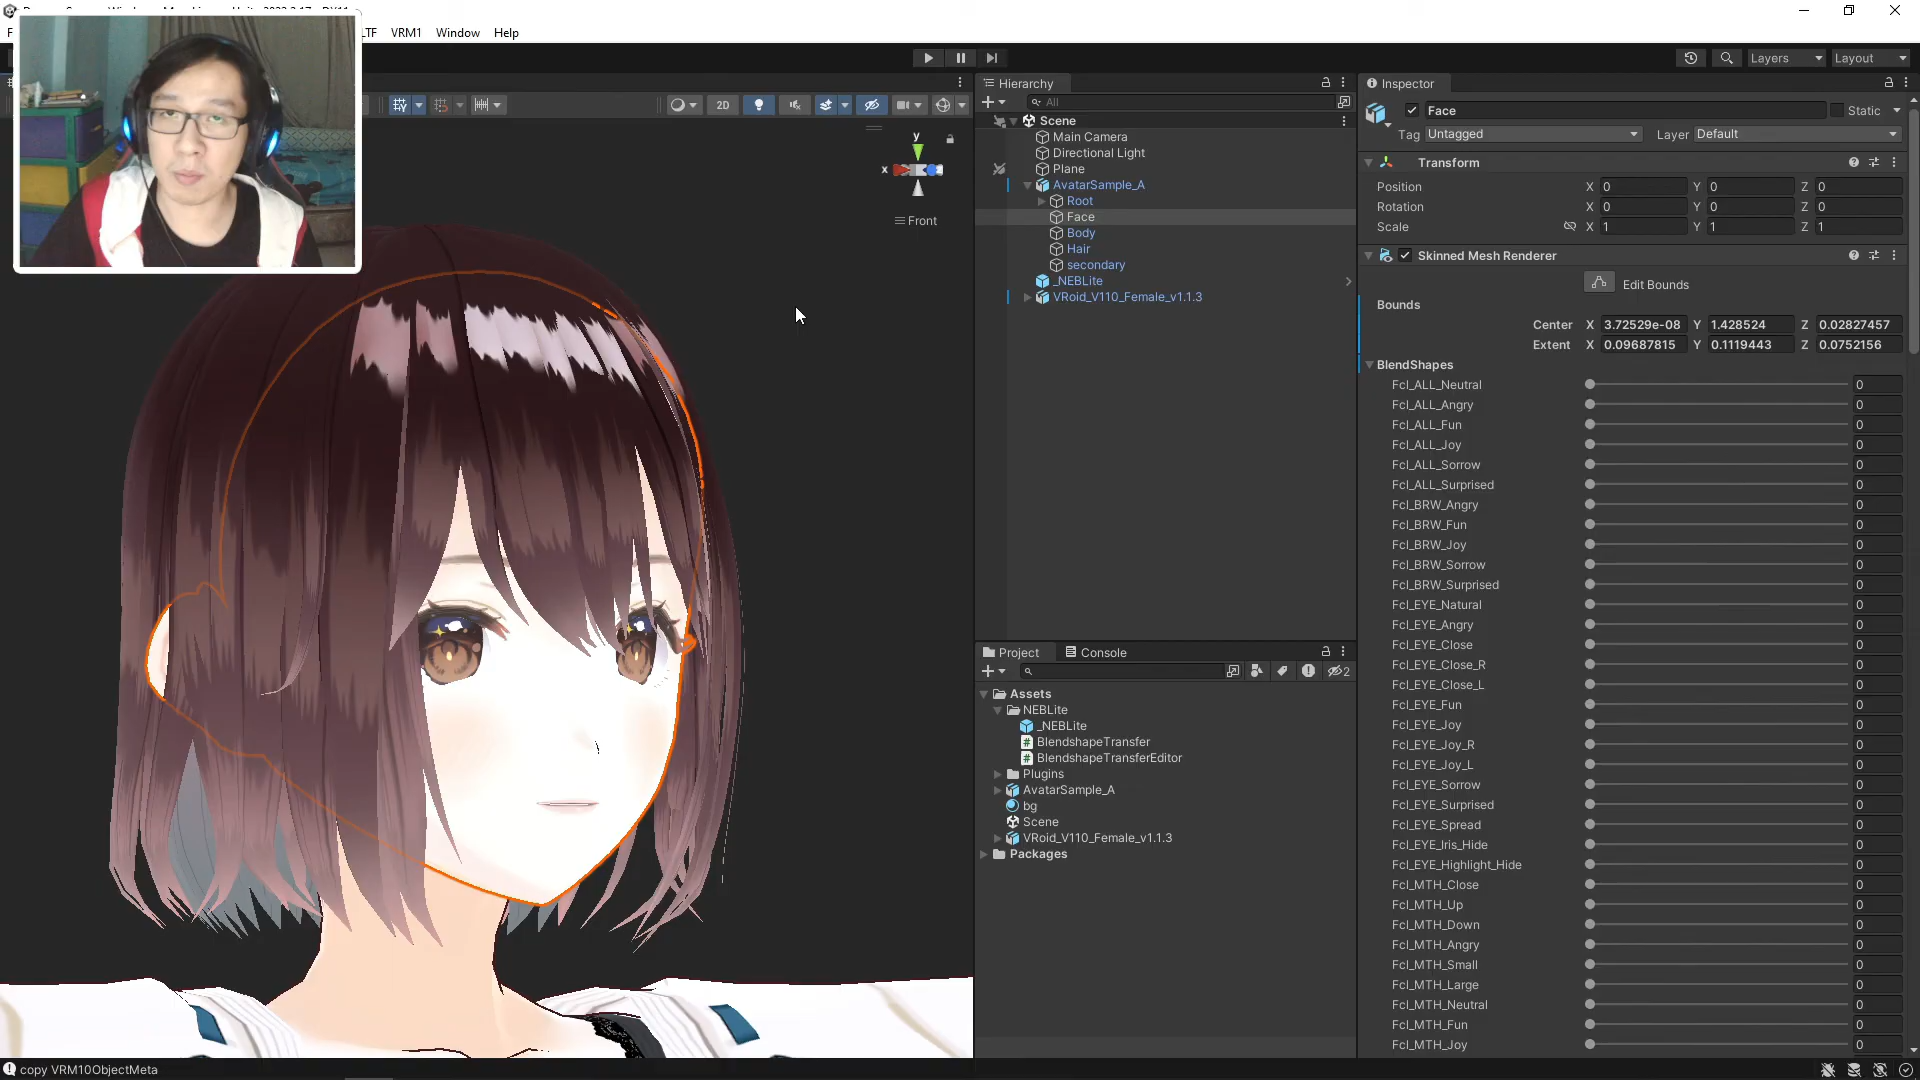 LTF VRM1 Window Help
Layers Layout
2D
y
x
Front
Hierarchy
All
Scene
Main Camera
Directional Light
Plane
AvatarSample_A
Root
Face
Body
Hair
secondary
_NEBLite
VRoid_V110_Female_v1.1.3
Project Console
2
Assets
NEBLite
_NEBLite
BlendshapeTransfer
BlendshapeTransferEditor
Plugins
AvatarSample_A
bg
Scene
VRoid_V110_Female_v1.1.3
Packages
Inspector
Face Static
Tag Untagged Layer Default
Transform
Position X 0 Y 0 Z 0
Rotation X 0 Y 0 Z 0
Scale X 1 Y 1 Z 1
Skinned Mesh Renderer
Edit Bounds
Bounds
Center X 3.72529e-08 Y 1.428524 Z 0.02827457
Extent X 0.09687815 Y 0.1119443 Z 0.0752156
BlendShapes
Fcl_ALL_Neutral 0
Fcl_ALL_Angry 0
Fcl_ALL_Fun 0
Fcl_ALL_Joy 0
Fcl_ALL_Sorrow 0
Fcl_ALL_Surprised 0
Fcl_BRW_Angry 0
Fcl_BRW_Fun 0
Fcl_BRW_Joy 0
Fcl_BRW_Sorrow 0
Fcl_BRW_Surprised 0
Fcl_EYE_Natural 0
Fcl_EYE_Angry 0
Fcl_EYE_Close 0
Fcl_EYE_Close_R 0
Fcl_EYE_Close_L 0
Fcl_EYE_Fun 0
Fcl_EYE_Joy 0
Fcl_EYE_Joy_R 0
Fcl_EYE_Joy_L 0
Fcl_EYE_Sorrow 0
Fcl_EYE_Surprised 0
Fcl_EYE_Spread 0
Fcl_EYE_Iris_Hide 0
Fcl_EYE_Highlight_Hide 0
Fcl_MTH_Close 0
Fcl_MTH_Up 0
Fcl_MTH_Down 0
Fcl_MTH_Angry 0
Fcl_MTH_Small 0
Fcl_MTH_Large 0
Fcl_MTH_Neutral 0
Fcl_MTH_Fun 0
Fcl_MTH_Joy 0
copy VRM10ObjectMeta